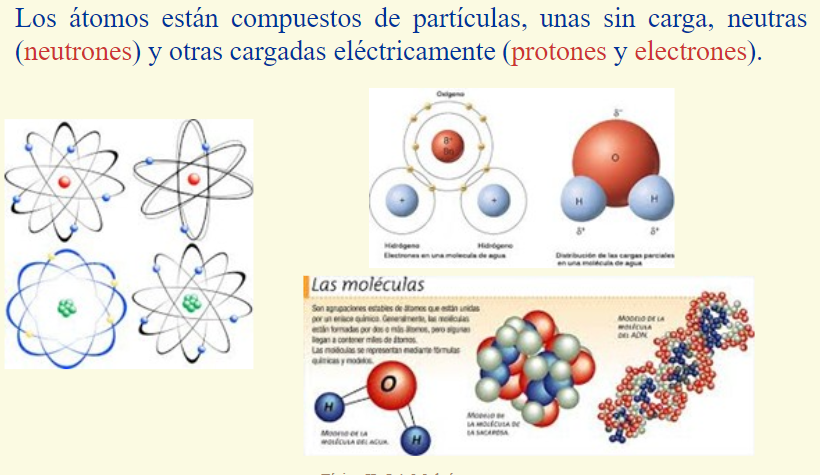 Los átomos están compuestos de partículas, unas sin carga, neutras
(neutrones) y otras cargadas eléctricamente (protones y electrones).
Oxígeno
8+
+
+
Hidrógeno
Hidrógeno
Electrones en una molécula de agua
δ-
O
H
H
δ+
δ+
Distribución de las cargas parciales
en una molécula de agua
Las moléculas
Son agrupaciones estables de átomos que están unidas
por un enlace químico. Generalmente, las moléculas
están formadas por dos o más átomos, pero algunas
llegan a contener miles de átomos.
Las moléculas se representan mediante fórmulas
químicas y modelos.
O
H
H
MODELO DE LA
MOLÉCULA DEL AGUA.
MODELO DE
LA MOLÉCULA DE
LA SACAROSA.
MODELO DE LA
MOLÉCULA
DEL ADN.